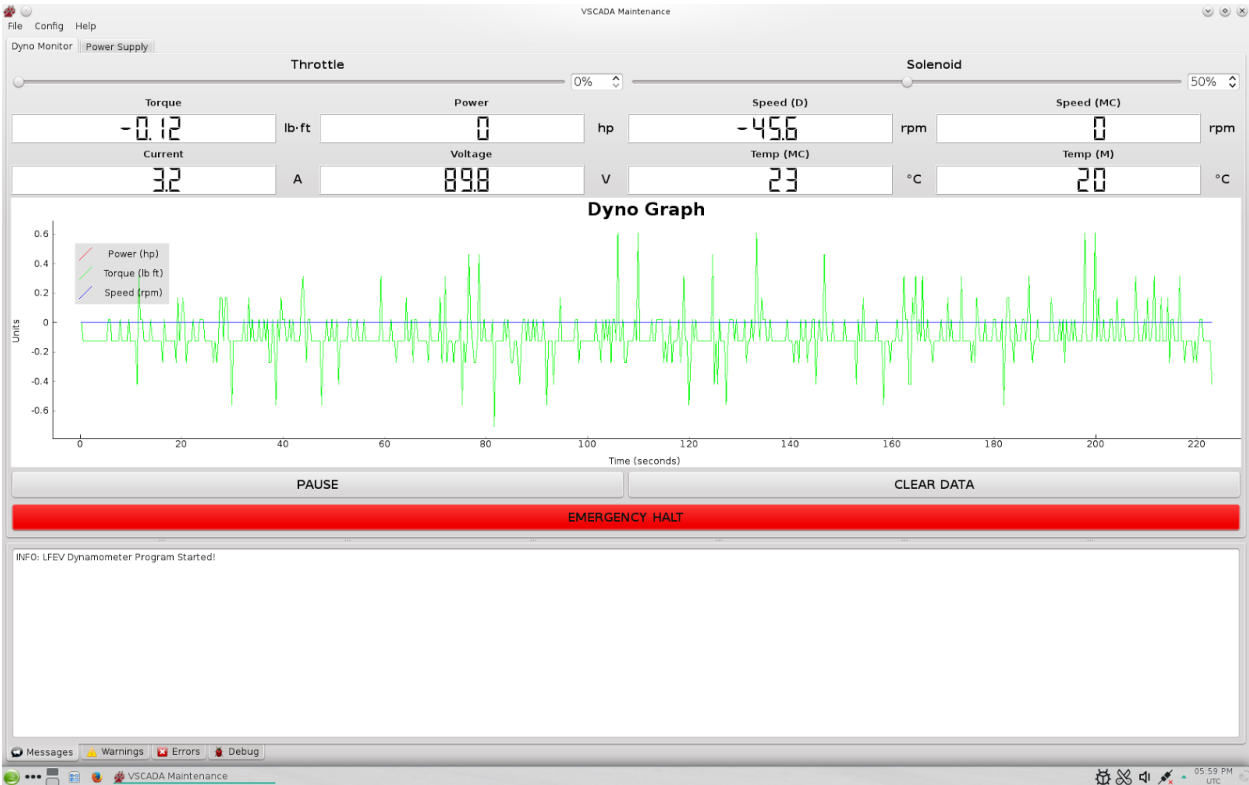 VSCADA Maintenance
File Config Help
Dyno Monitor Power Supply
Throttle Solenoid
0% 50%
Torque Power Speed (D) Speed (MC)
-0.12 lb·ft 0 hp -45.6 rpm 0 rpm
Current Voltage Temp (MC) Temp (M)
3.2 A 89.8 V 23 °C 20 °C
Dyno Graph
0.6
0.4
0.2
0
-0.2
-0.4
-0.6
Units
Power (hp)
Torque (lb ft)
Speed (rpm)
0 20 40 60 80 100 120 140 160 180 200 220
Time (seconds)
PAUSE CLEAR DATA
EMERGENCY HALT
INFO: LFEV Dynamometer Program Started!
Messages Warnings Errors Debug
VSCADA Maintenance
05:59 PM
UTC